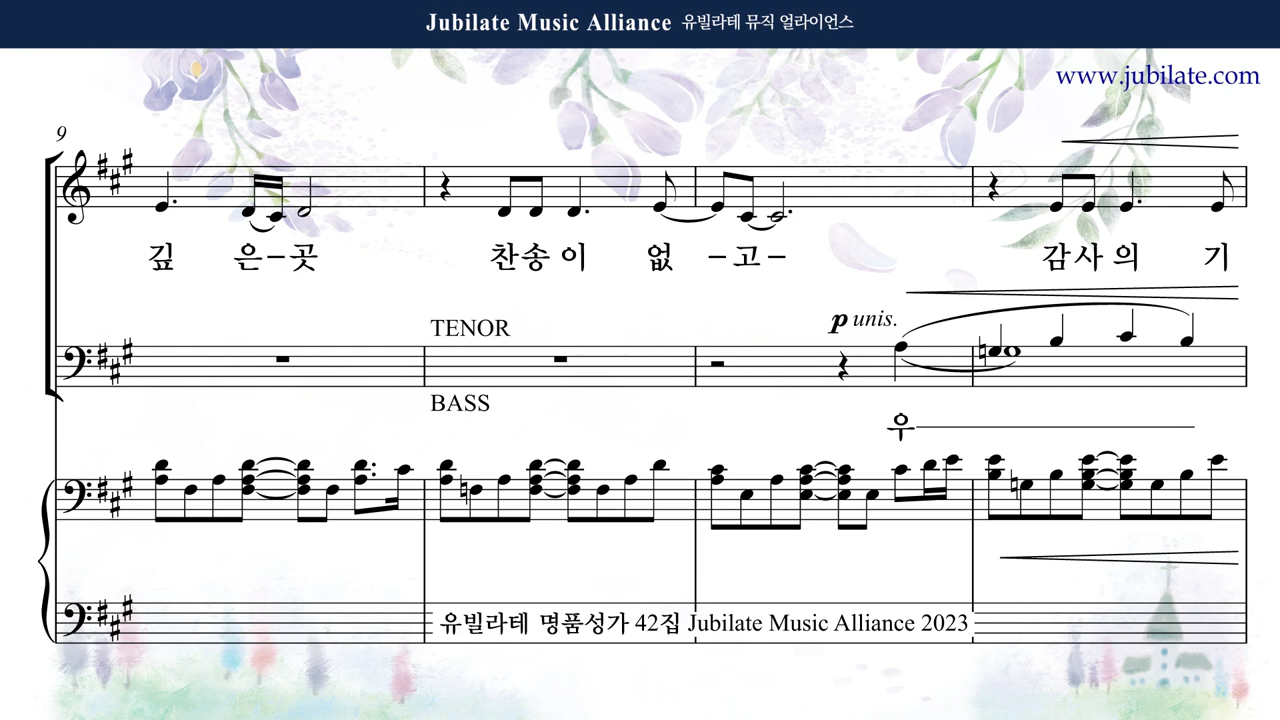 Jubilate Music Alliance 유빌라테 뮤직 얼라이언스
www.jubilate.com
9
깊 은-곳 찬송이 없 -고- 감사의 기
TENOR
p unis.
BASS
우
유빌라테 명품성가 42집 Jubilate Music Alliance 2023